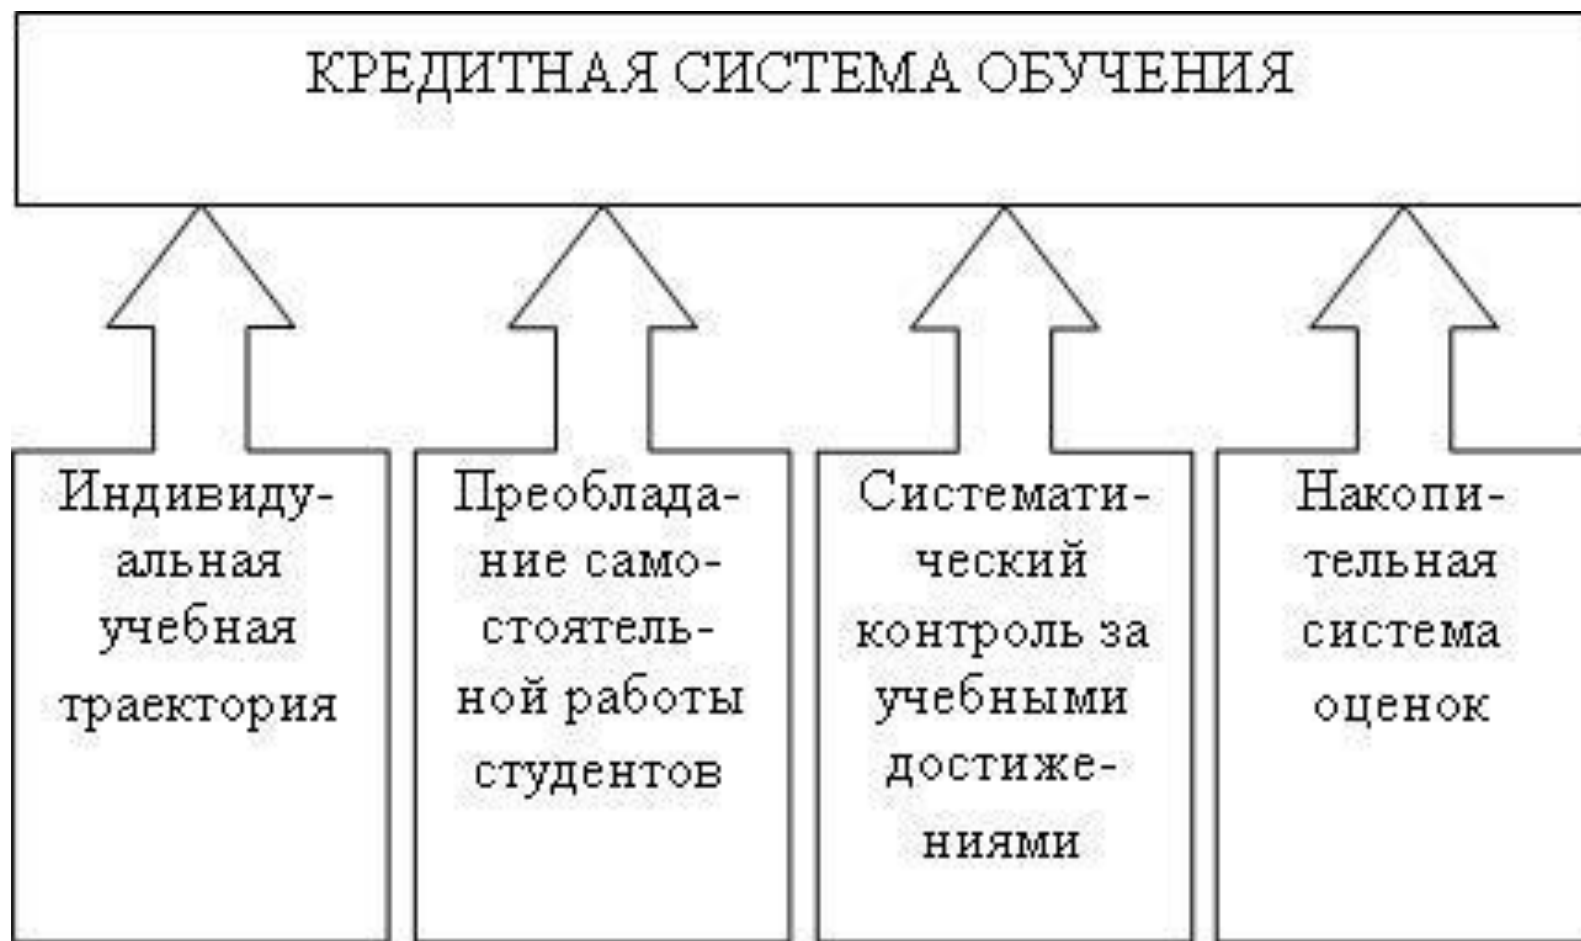 КРЕДИТНАЯ СИСТЕМА ОБУЧЕНИЯ
Индивиду-
альная
учебная
траектория
Преоблада-
ние само-
стоятель-
ной работы
студентов
Системати-
ческий
контроль за
учебными
достиже-
ниями
Накопи-
тельная
система
оценок